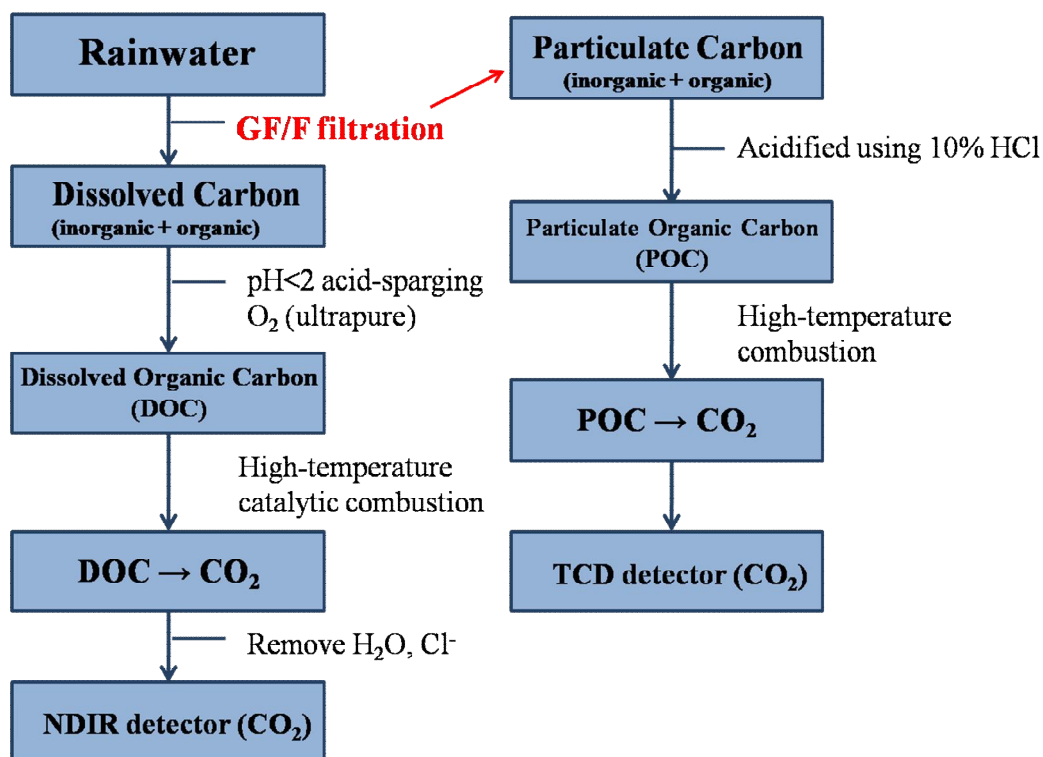 Rainwater
GF/F filtration
Dissolved Carbon
(inorganic + organic)
pH<2 acid-sparging
O₂ (ultrapure)
Dissolved Organic Carbon
(DOC)
High-temperature
catalytic combustion
DOC → CO₂
Remove H₂O, Cl⁻
NDIR detector (CO₂)
Particulate Carbon
(inorganic + organic)
Acidified using 10% HCl
Particulate Organic Carbon
(POC)
High-temperature
combustion
POC → CO₂
TCD detector (CO₂)